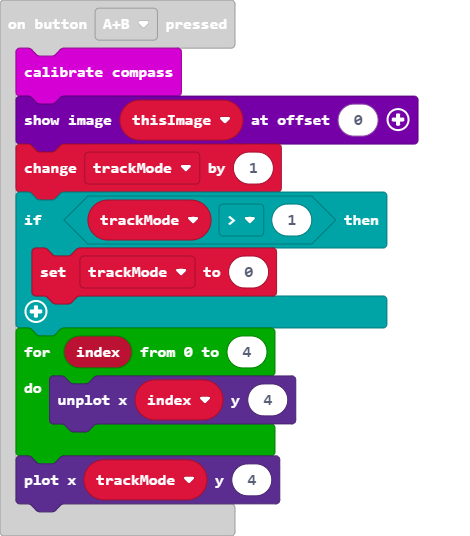 on button A+B pressed
calibrate compass
show image thisImage at offset 0
change trackMode by 1
if trackMode > 1 then
set trackMode to 0
for index from 0 to 4
do
unplot x index y 4
plot x trackMode y 4